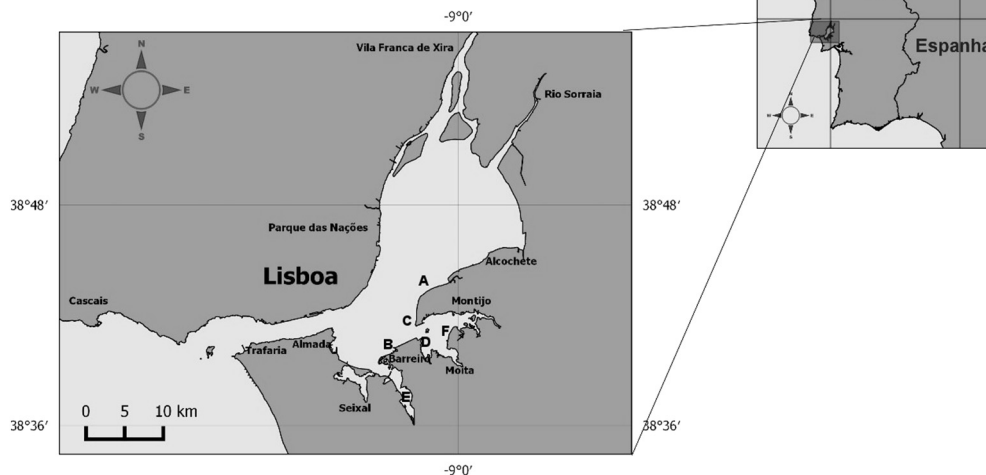 -9°0′
Vila Franca de Xira
N
W E
S
Rio Sorraia
Espanha
38°48′ 38°48′
Parque das Nações
Alcochete
Lisboa
A
Cascais
Montijo
C
F
Almada
B
D
Trafaria
Barreiro
Moita
E
Seixal
0 5 10 km
38°36′ 38°36′
-9°0′